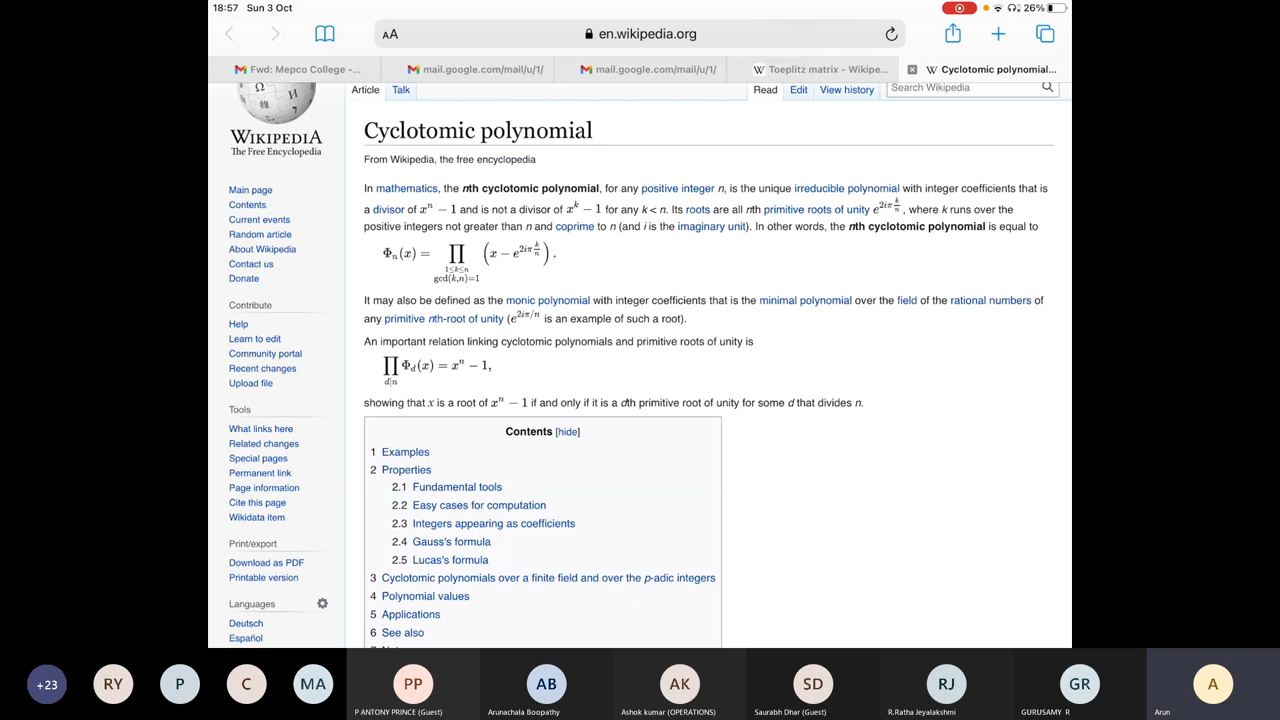 18:57 Sun 3 Oct
26%
AA
en.wikipedia.org
Fwd: Mepco College -...
mail.google.com/mail/u/1/
mail.google.com/mail/u/1/
Toeplitz matrix - Wikipe...
Cyclotomic polynomial...
Article Talk
Read Edit View history
Search Wikipedia
WIKIPEDIA
The Free Encyclopedia
Main page
Contents
Current events
Random article
About Wikipedia
Contact us
Donate
Contribute
Help
Learn to edit
Community portal
Recent changes
Upload file
Tools
What links here
Related changes
Special pages
Permanent link
Page information
Cite this page
Wikidata item
Print/export
Download as PDF
Printable version
Languages
Deutsch
Español
Cyclotomic polynomial
From Wikipedia, the free encyclopedia
In mathematics, the nth cyclotomic polynomial, for any positive integer n, is the unique irreducible polynomial with integer coefficients that is
a divisor of x^n − 1 and is not a divisor of x^k − 1 for any k < n. Its roots are all nth primitive roots of unity e^{2iπ k/n}, where k runs over the
positive integers not greater than n and coprime to n (and i is the imaginary unit). In other words, the nth cyclotomic polynomial is equal to
Φ_n(x) = ∏_{1≤k≤n gcd(k,n)=1} (x − e^{2iπ k/n}).
It may also be defined as the monic polynomial with integer coefficients that is the minimal polynomial over the field of the rational numbers of
any primitive nth-root of unity (e^{2iπ/n} is an example of such a root).
An important relation linking cyclotomic polynomials and primitive roots of unity is
∏_{d|n} Φ_d(x) = x^n − 1,
showing that x is a root of x^n − 1 if and only if it is a dth primitive root of unity for some d that divides n.
Contents [hide]
1 Examples
2 Properties
2.1 Fundamental tools
2.2 Easy cases for computation
2.3 Integers appearing as coefficients
2.4 Gauss's formula
2.5 Lucas's formula
3 Cyclotomic polynomials over a finite field and over the p-adic integers
4 Polynomial values
5 Applications
6 See also
+23
RY
P
C
MA
PP
AB
AK
SD
RJ
GR
A
P ANTONY PRINCE (Guest)
Arunachala Boopathy
Ashok kumar (OPERATIONS)
Saurabh Dhar (Guest)
R.Ratha Jeyalakshmi
GURUSAMY R
Arun